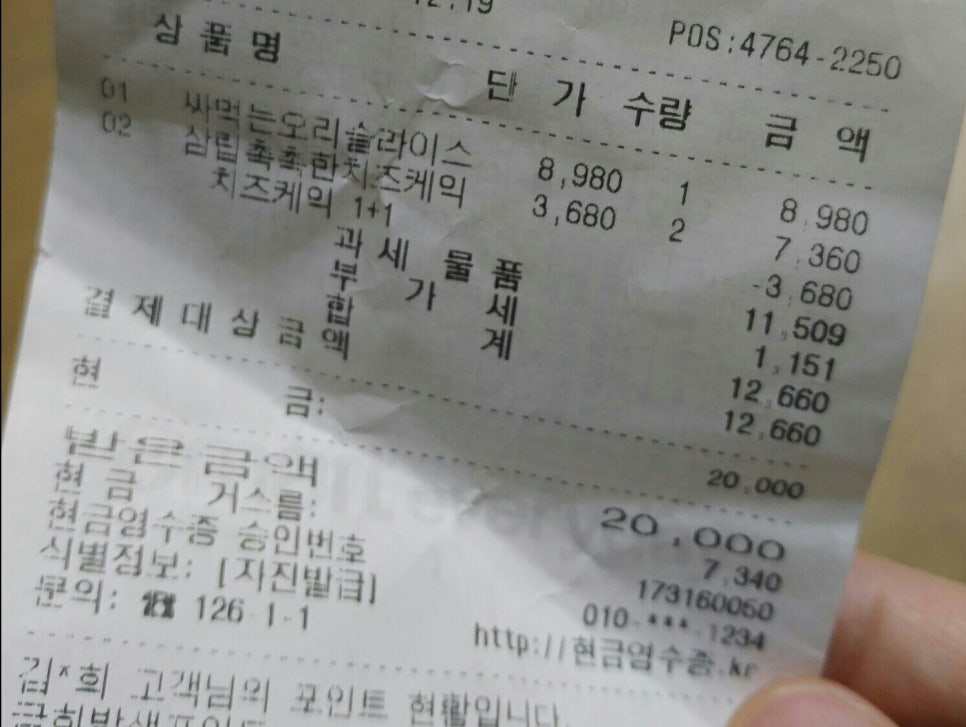 12:19
POS:4764-2250
상 품 명 단 가 수량 금 액
01 싸먹는오리슬라이스 8,980 1 8,980
02 삼립촉촉한치즈케익 3,680 2 7,360
치즈케익 1+1 -3,680
과 세 물 품 11,509
부 가 세 1,151
합 계 12,660
결 제 대 상 금 액 12,660
현 금: 20,000
받 은 금 액 20,000
현 금 거스름: 7,340
현금영수증 승인번호 173160050
식별정보: [자진발급] 010-***-1234
문의: ☎ 126-1-1 http://현금영수증.kr
김*희 고객님의 포인트 현황입니다.